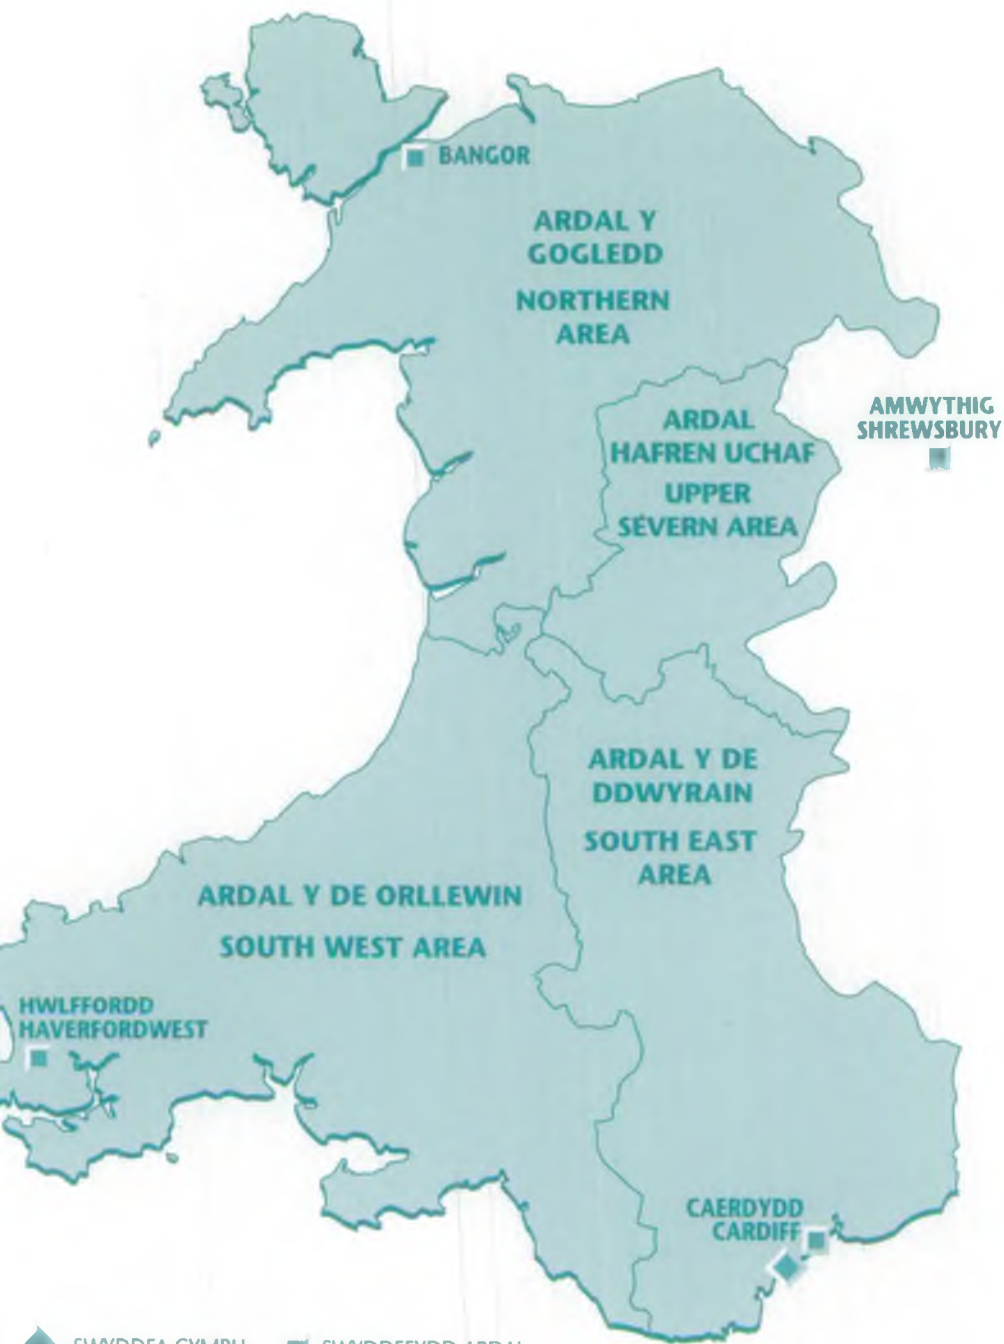 BANGOR
ARDAL Y
GOGLEDD
NORTHERN
AREA
AMWYTHIG
SHREWSBURY
ARDAL
HAFREN UCHAF
UPPER
SEVERN AREA
ARDAL Y DE
DDWYRAIN
SOUTH EAST
AREA
ARDAL Y DE ORLLEWIN
SOUTH WEST AREA
HWLFFORDD
HAVERFORDWEST
CAERDYDD
CARDIFF